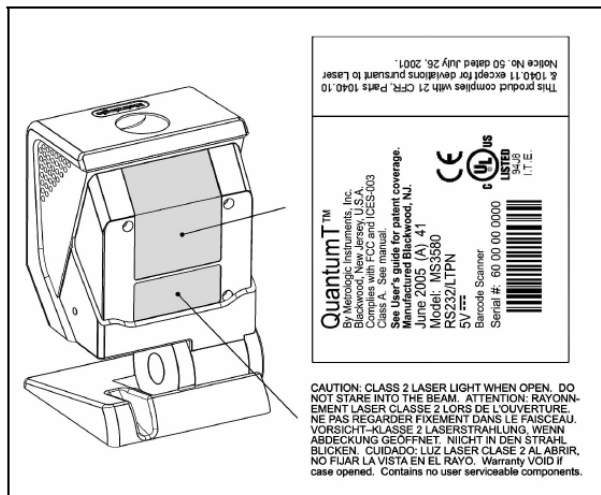 Metrologic
This product complies with 21 CFR, Parts 1040.10
& 1040.11 except for deviations pursuant to Laser
Notice No. 50 dated July 26, 2001.
QuantumT™
By Metrologic Instruments, Inc.
Blackwood, New Jersey, U.S.A.
Complies with FCC and ICES-003
Class A. See manual.
See User's guide for patent coverage.
Manufactured Blackwood, NJ.
June 2005 (A) 41
Model: MS3580
RS232/LTPN
5V
Barcode Scanner
Serial #: 60 00 00 0000
CE
C UL US
LISTED
94J8
I.T.E.
CAUTION: CLASS 2 LASER LIGHT WHEN OPEN. DO
NOT STARE INTO THE BEAM. ATTENTION: RAYONN-
EMENT LASER CLASSE 2 LORS DE L'OUVERTURE.
NE PAS REGARDER FIXEMENT DANS LE FAISCEAU.
VORSICHT–KLASSE 2 LASERSTRAHLUNG, WENN
ABDECKUNG GEÖFFNET. NIICHT IN DEN STRAHL
BLICKEN. CUIDADO: LUZ LASER CLASE 2 AL ABRIR,
NO FIJAR LA VISTA EN EL RAYO. Warranty VOID if
case opened. Contains no user serviceable components.